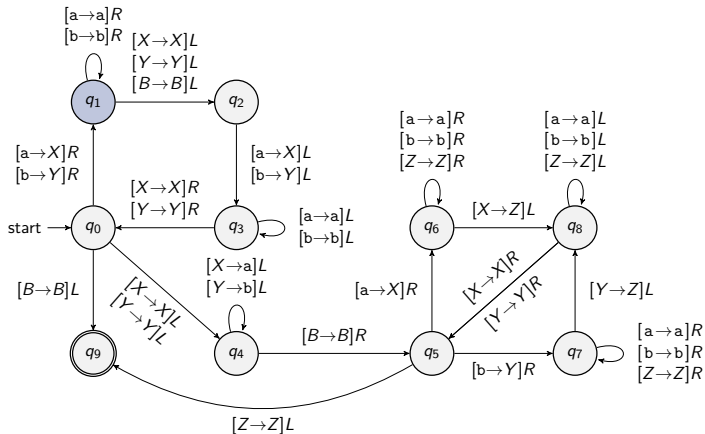 [a→a]R
[b→b]R
[X→X]L
[Y→Y]L
[B→B]L
q1
q2
[a→a]R
[b→b]R
[Z→Z]R
[a→a]L
[b→b]L
[Z→Z]L
[a→X]R
[b→Y]R
[a→X]L
[b→Y]L
[X→X]R
[Y→Y]R
[X→Z]L
start
q0
q3
[a→a]L
[b→b]L
q6
q8
[X→a]L
[Y→b]L
[B→B]L
[X→X]L
[Y→Y]L
[a→X]R
[X→X]R
[Y→Y]R
[Y→Z]L
q9
q4
[B→B]R
q5
[b→Y]R
q7
[a→a]R
[b→b]R
[Z→Z]R
[Z→Z]L